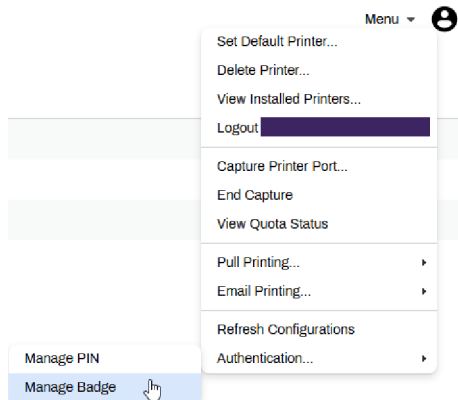 Menu
Set Default Printer...
Delete Printer...
View Installed Printers...
Logout
Capture Printer Port...
End Capture
View Quota Status
Pull Printing...
Email Printing...
Refresh Configurations
Authentication...
Manage PIN
Manage Badge